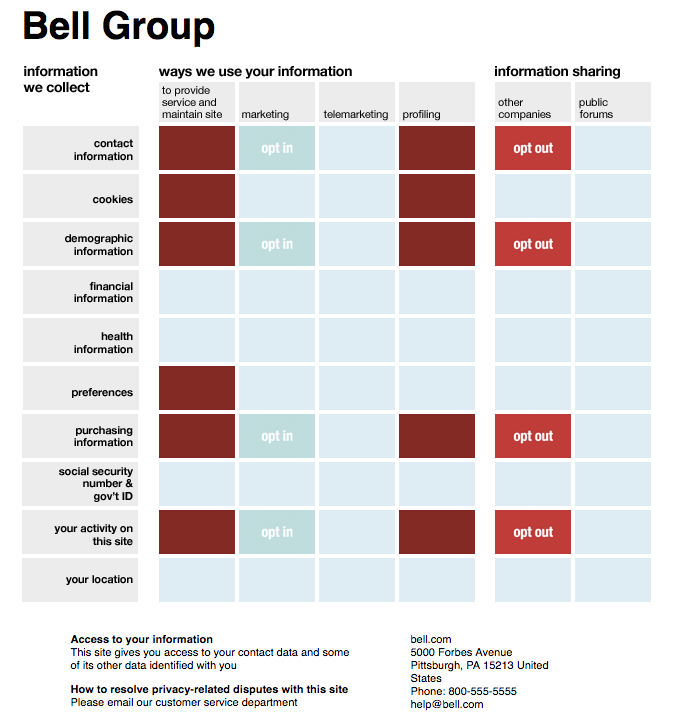 Bell Group
information
we collect
ways we use your information
information sharing
to provide
service and
maintain site
marketing
telemarketing
profiling
other
companies
public
forums
contact
information
opt in
opt out
cookies
demographic
information
opt in
opt out
financial
information
health
information
preferences
purchasing
information
opt in
opt out
social security
number &
gov't ID
your activity on
this site
opt in
opt out
your location
Access to your information
This site gives you access to your contact data and some
of its other data identified with you
How to resolve privacy-related disputes with this site
Please email our customer service department
bell.com
5000 Forbes Avenue
Pittsburgh, PA 15213 United
States
Phone: 800-555-5555
help@bell.com